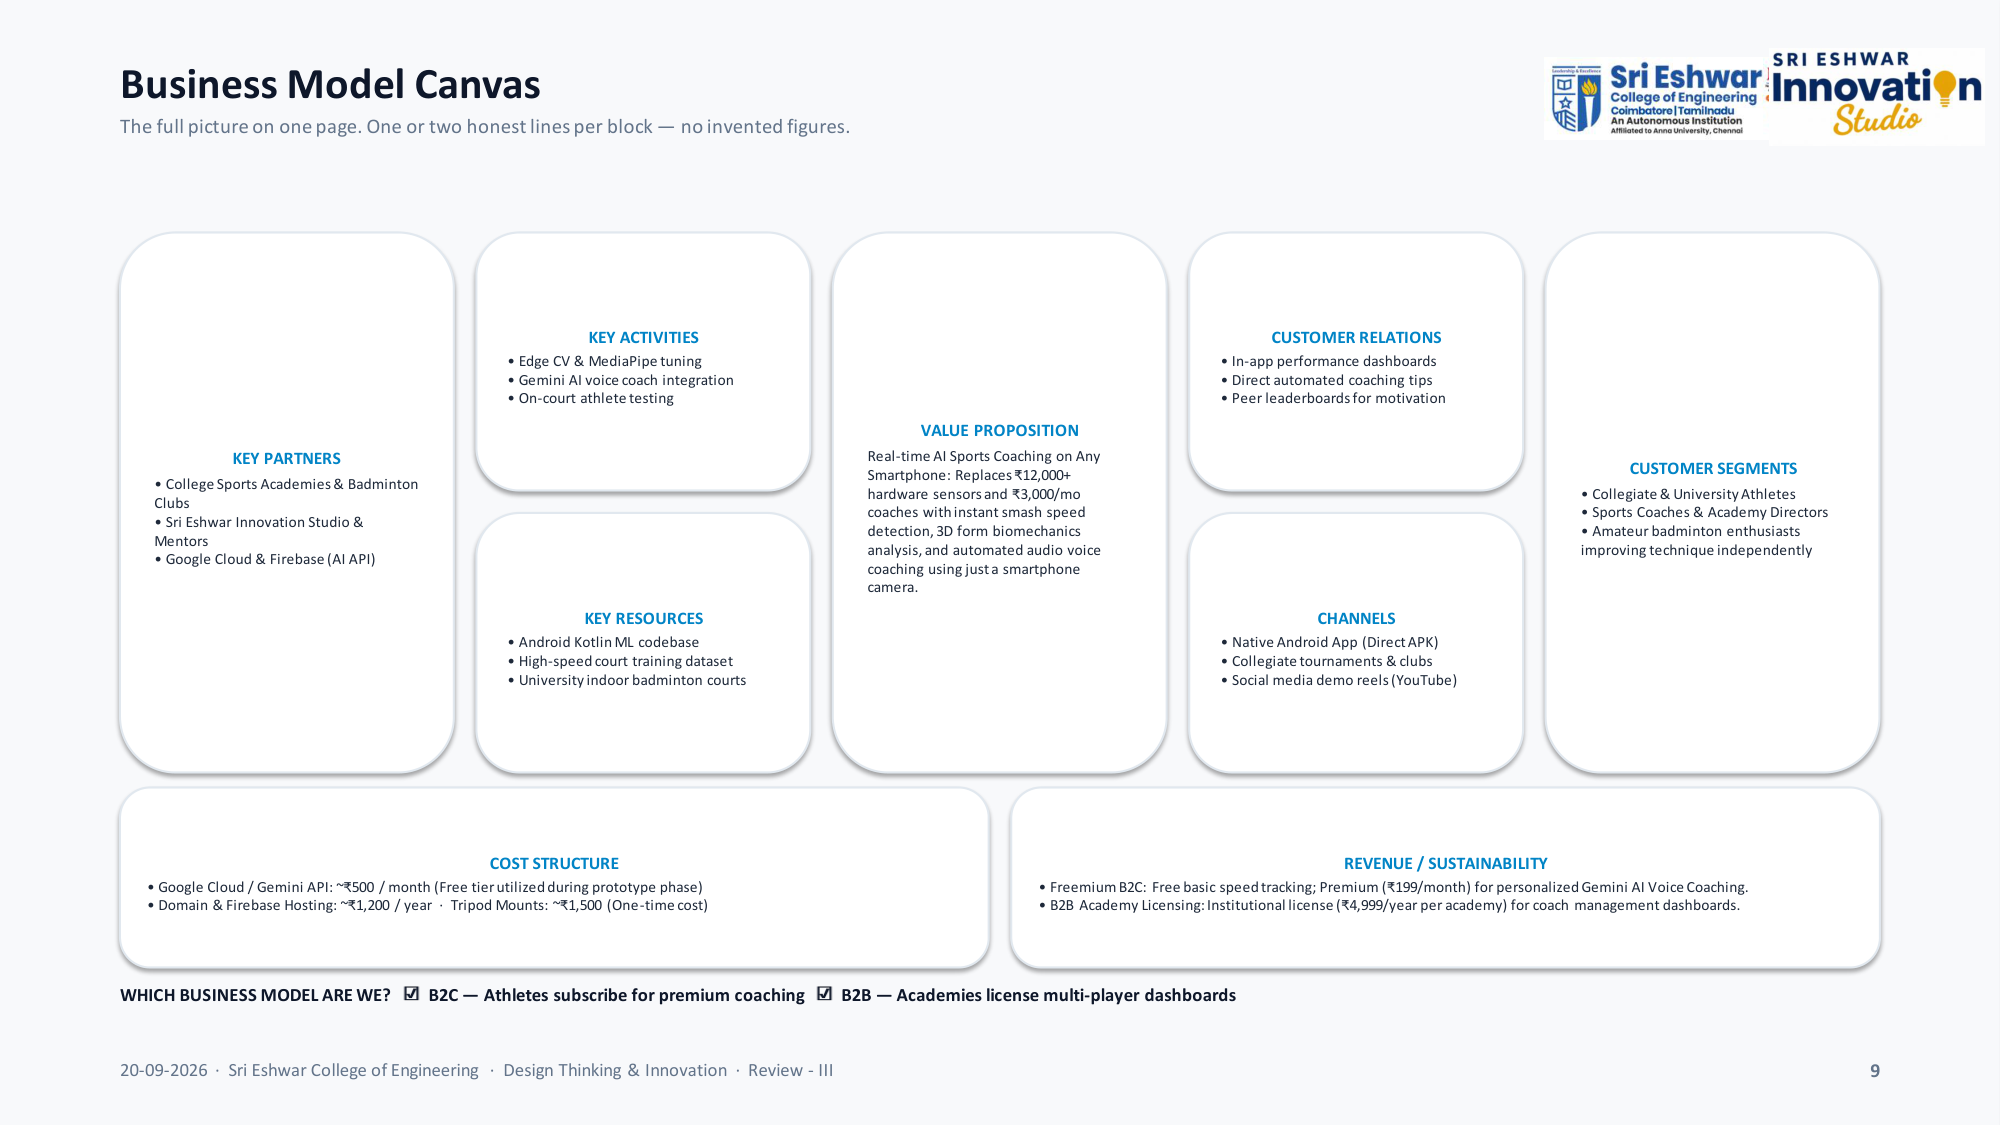 Business Model Canvas
The full picture on one page. One or two honest lines per block — no invented figures.
Sri Eshwar
College of Engineering
Coimbatore | Tamilnadu
An Autonomous Institution
Affiliated to Anna University, Chennai
SRI ESHWAR
Innovation
Studio
KEY PARTNERS
• College Sports Academies & Badminton
Clubs
• Sri Eshwar Innovation Studio &
Mentors
• Google Cloud & Firebase (AI API)
KEY ACTIVITIES
• Edge CV & MediaPipe tuning
• Gemini AI voice coach integration
• On-court athlete testing
KEY RESOURCES
• Android Kotlin ML codebase
• High-speed court training dataset
• University indoor badminton courts
VALUE PROPOSITION
Real-time AI Sports Coaching on Any
Smartphone: Replaces ₹12,000+
hardware sensors and ₹3,000/mo
coaches with instant smash speed
detection, 3D form biomechanics
analysis, and automated audio voice
coaching using just a smartphone
camera.
CUSTOMER RELATIONS
• In-app performance dashboards
• Direct automated coaching tips
• Peer leaderboards for motivation
CHANNELS
• Native Android App (Direct APK)
• Collegiate tournaments & clubs
• Social media demo reels (YouTube)
CUSTOMER SEGMENTS
• Collegiate & University Athletes
• Sports Coaches & Academy Directors
• Amateur badminton enthusiasts
improving technique independently
COST STRUCTURE
• Google Cloud / Gemini API: ~₹500 / month (Free tier utilized during prototype phase)
• Domain & Firebase Hosting: ~₹1,200 / year · Tripod Mounts: ~₹1,500 (One-time cost)
REVENUE / SUSTAINABILITY
• Freemium B2C: Free basic speed tracking; Premium (₹199/month) for personalized Gemini AI Voice Coaching.
• B2B Academy Licensing: Institutional license (₹4,999/year per academy) for coach management dashboards.
WHICH BUSINESS MODEL ARE WE? ☑ B2C — Athletes subscribe for premium coaching ☑ B2B — Academies license multi-player dashboards
20-09-2026 · Sri Eshwar College of Engineering · Design Thinking & Innovation · Review - III
9